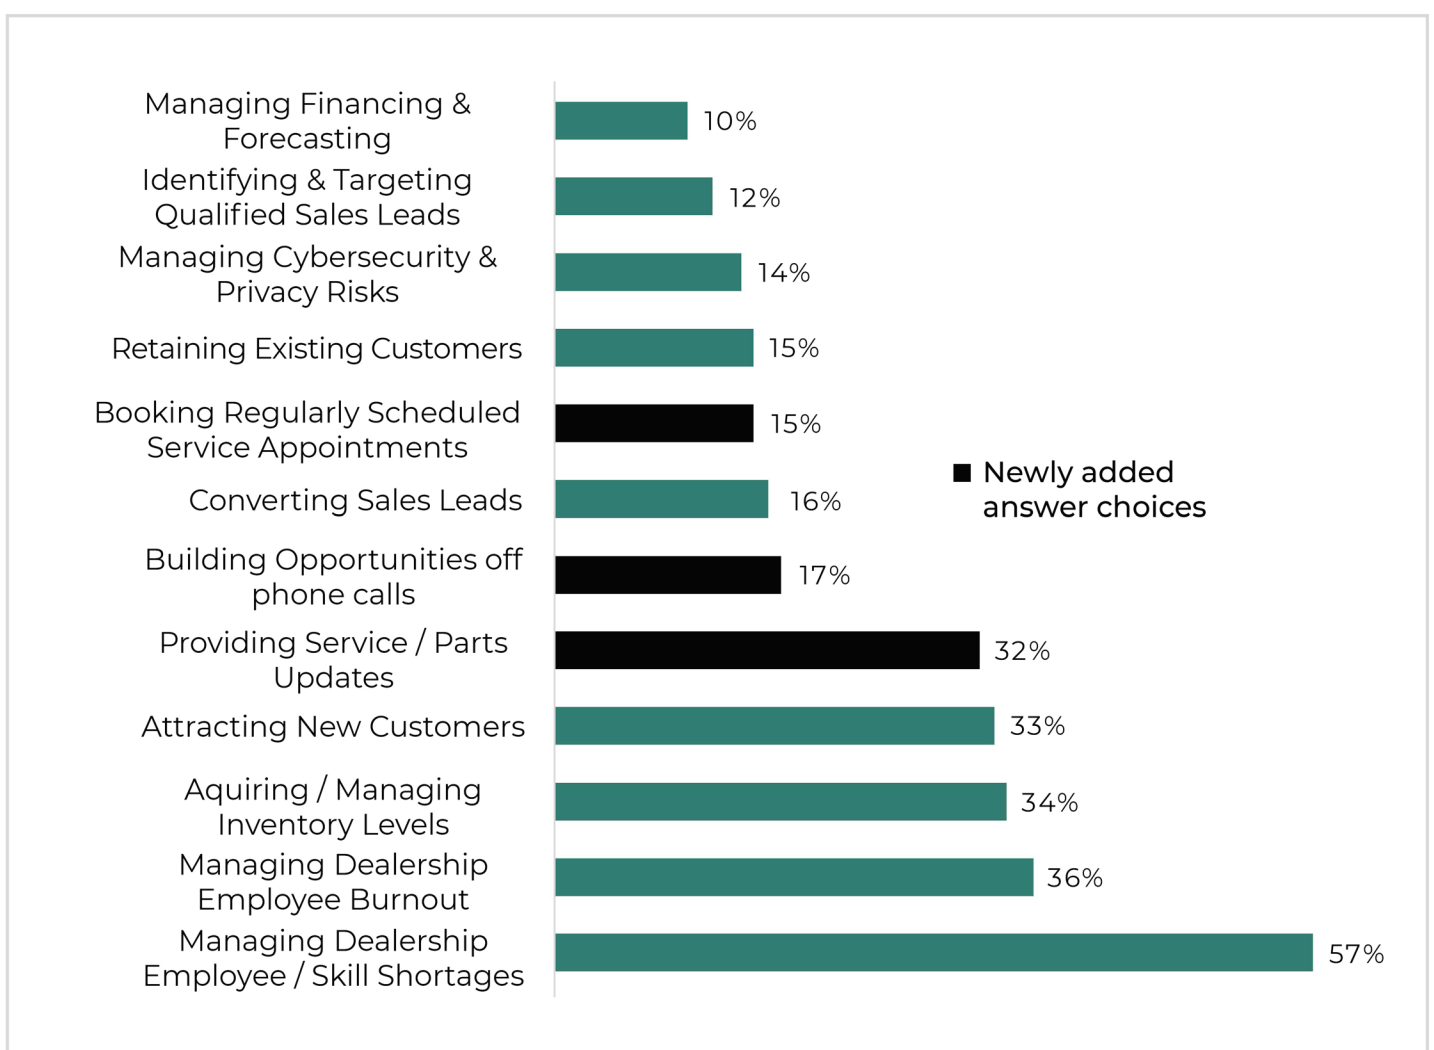 Managing Financing &
Forecasting
10%
Identifying & Targeting
Qualified Sales Leads
12%
Managing Cybersecurity &
Privacy Risks
14%
Retaining Existing Customers
15%
Booking Regularly Scheduled
Service Appointments
15%
Converting Sales Leads
16%
Newly added
answer choices
Building Opportunities off
phone calls
17%
Providing Service / Parts
Updates
32%
Attracting New Customers
33%
Aquiring / Managing
Inventory Levels
34%
Managing Dealership
Employee Burnout
36%
Managing Dealership
Employee / Skill Shortages
57%